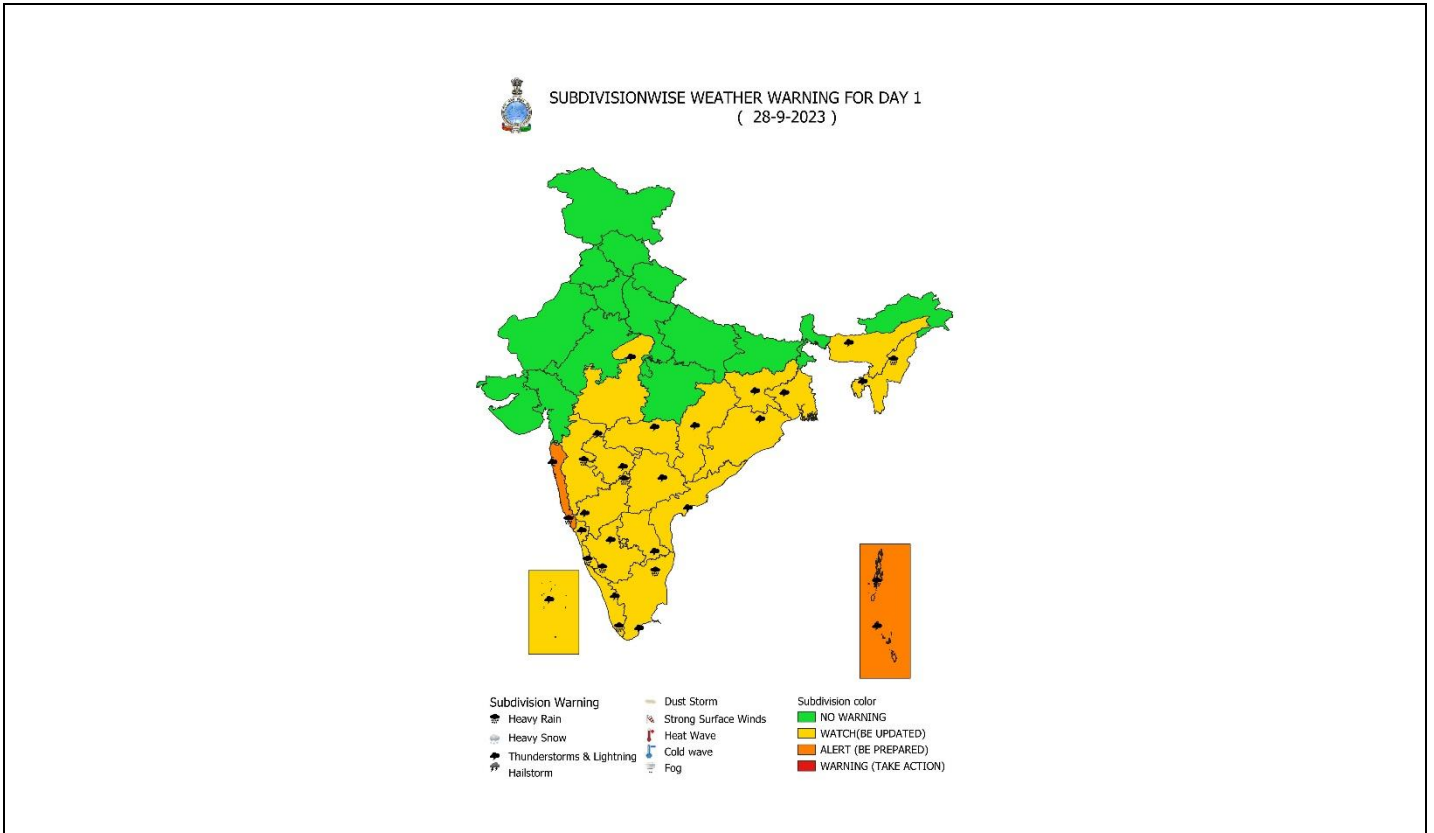 SUBDIVISIONWISE WEATHER WARNING FOR DAY 1
( 28-9-2023 )
Subdivision Warning
Heavy Rain
Heavy Snow
Thunderstorms & Lightning
Hailstorm
Dust Storm
Strong Surface Winds
Heat Wave
Cold wave
Fog
Subdivision color
NO WARNING
WATCH(BE UPDATED)
ALERT (BE PREPARED)
WARNING (TAKE ACTION)